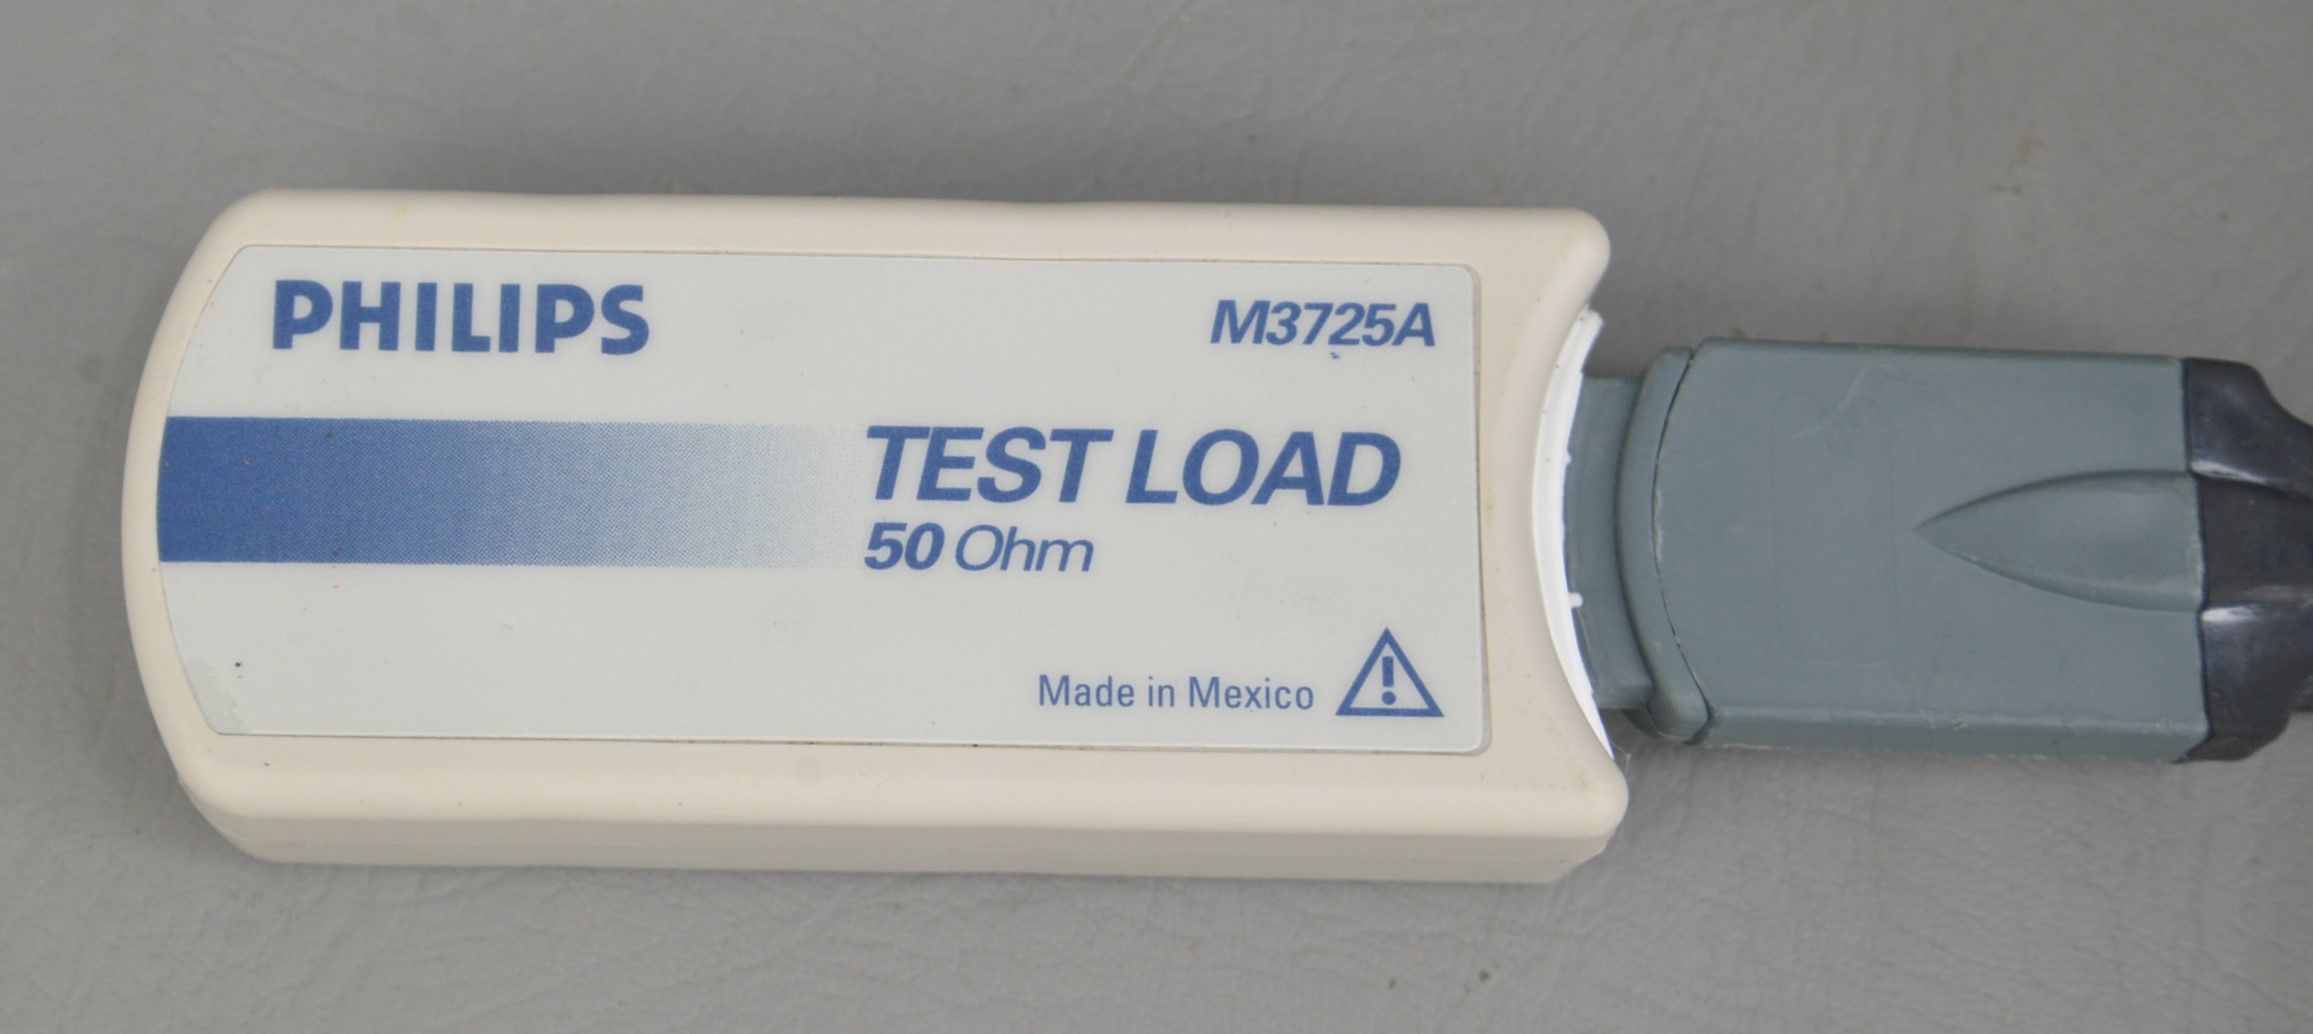 PHILIPS
M3725A
TEST LOAD
50 Ohm
Made in Mexico